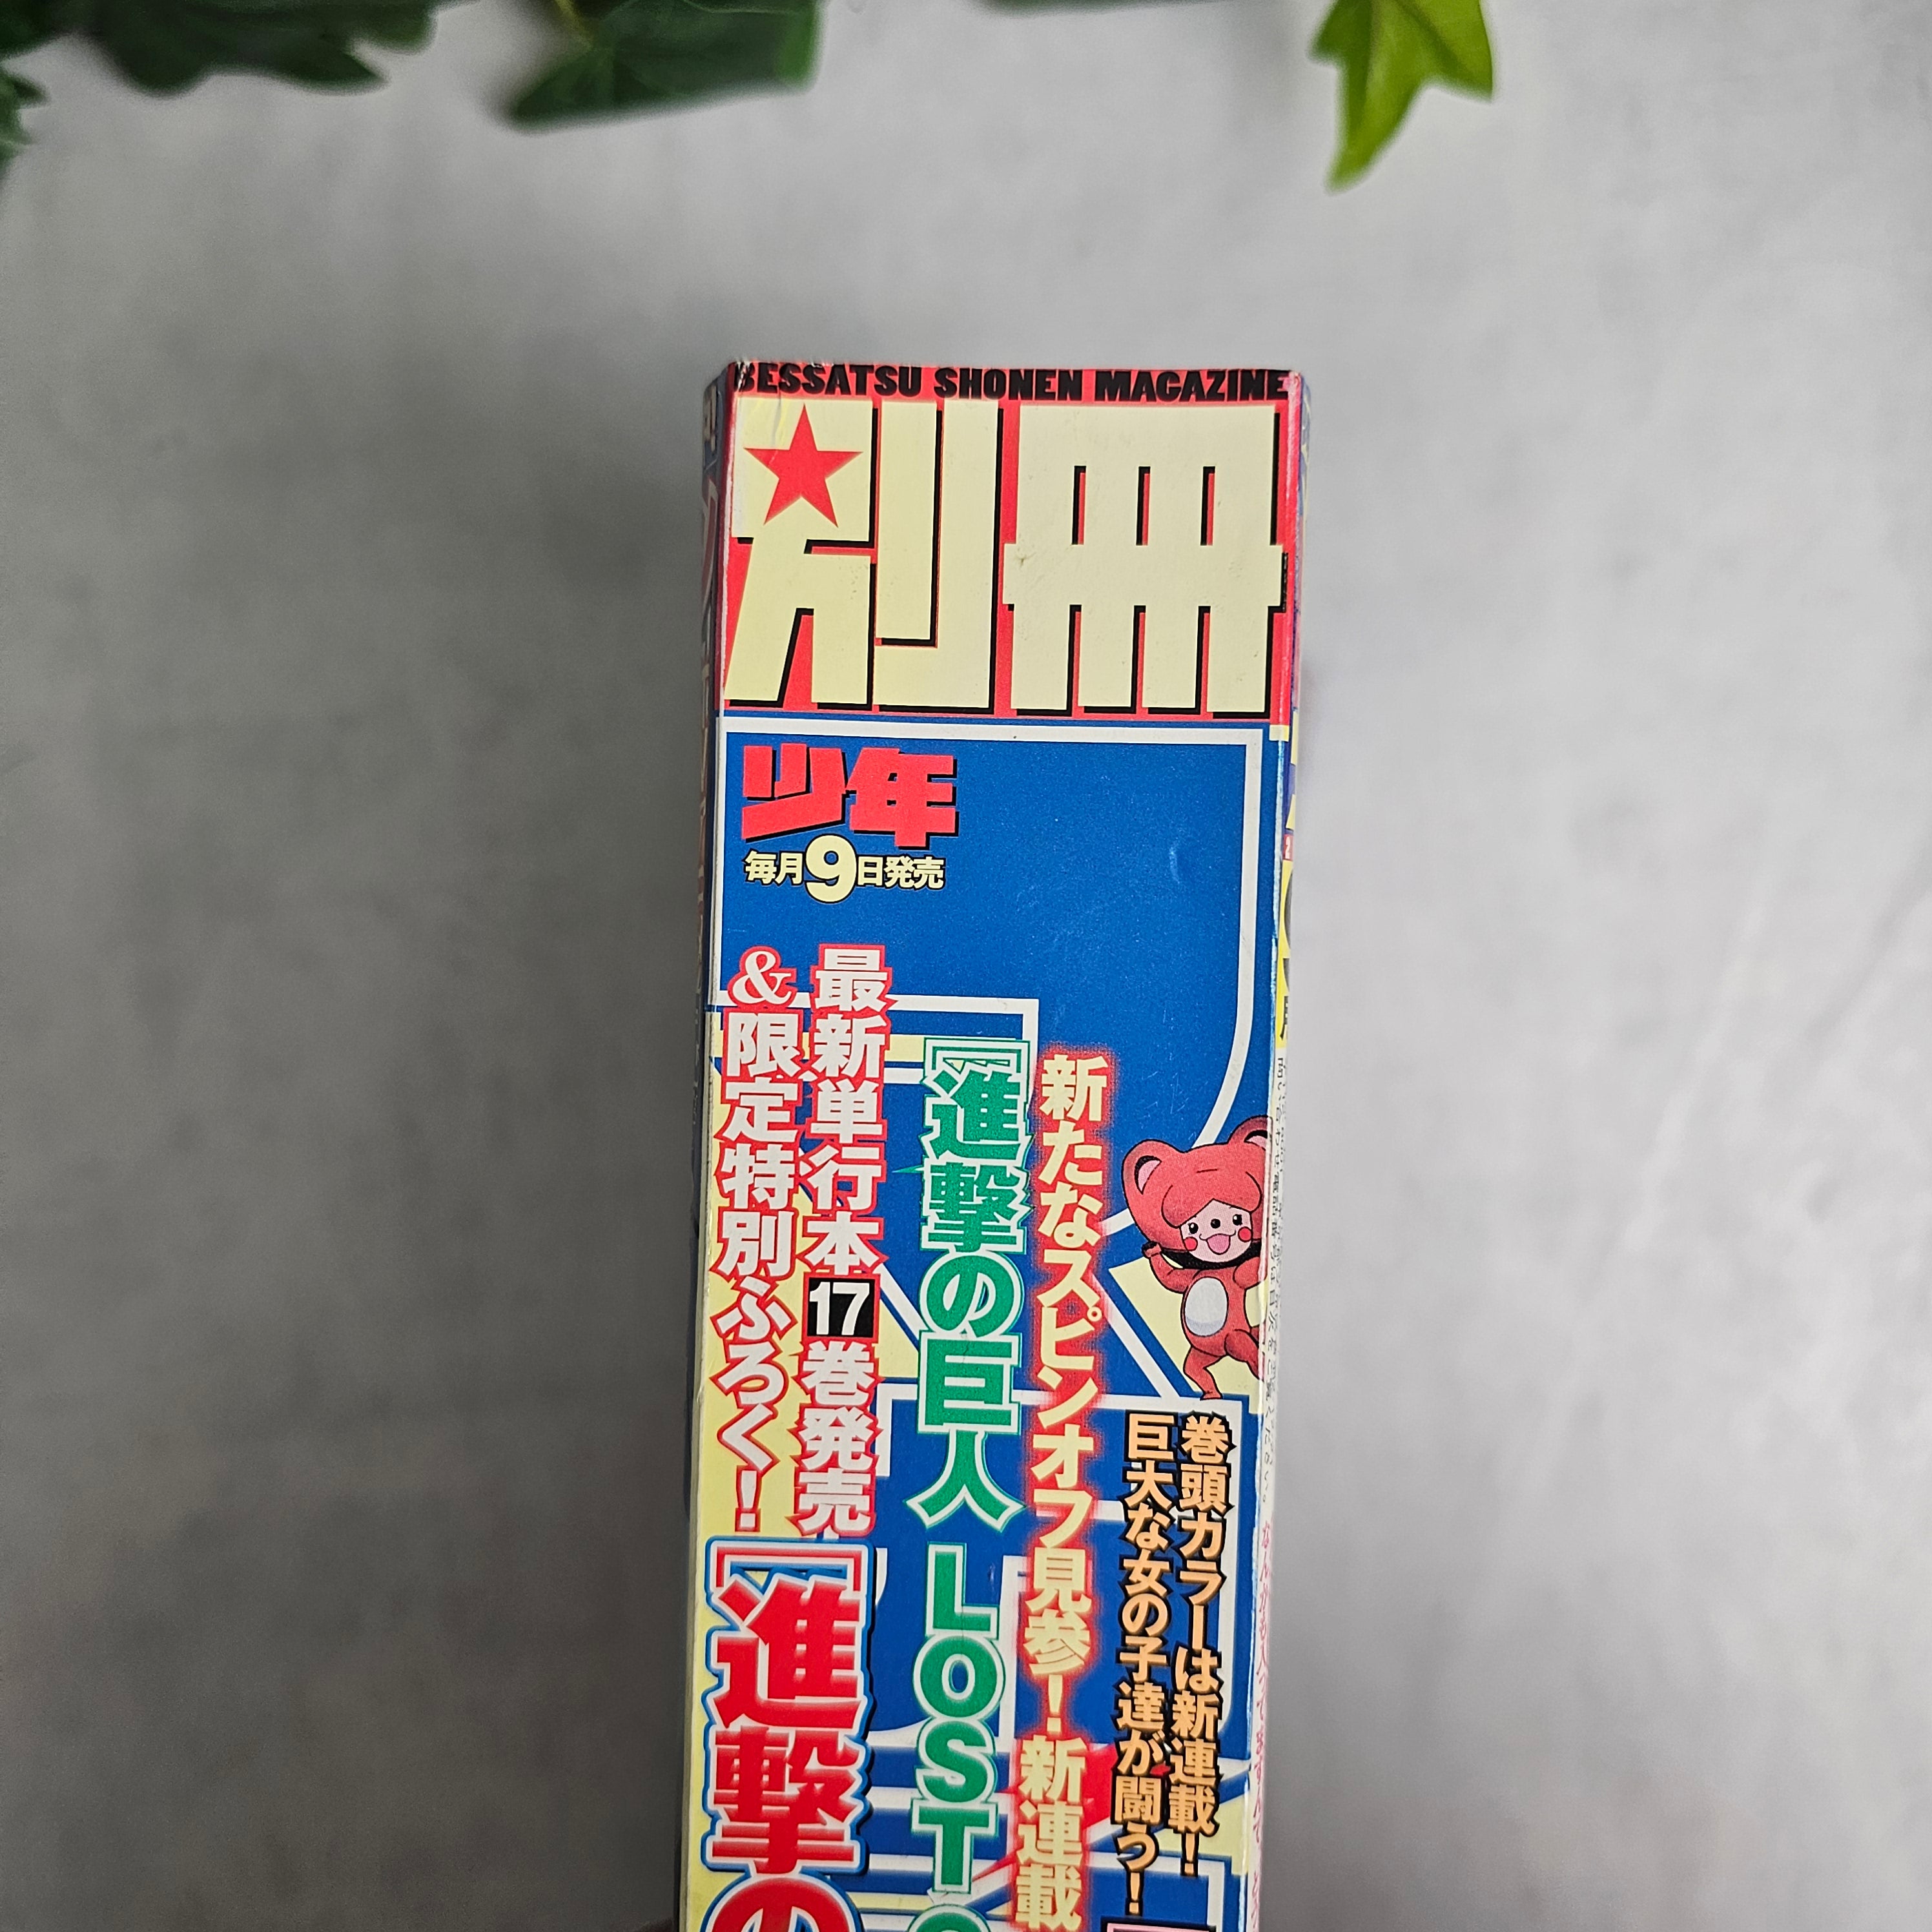 BESSATSU SHONEN MAGAZINE
別冊
少年
毎月9日発売
巻頭カラーは新連載!
巨大な女の子達が闘う!
新たなスピンオフ見参!新連載
『進撃の巨人 LOST
最新単行本17巻発売
&限定特別ふろく!
『進撃の